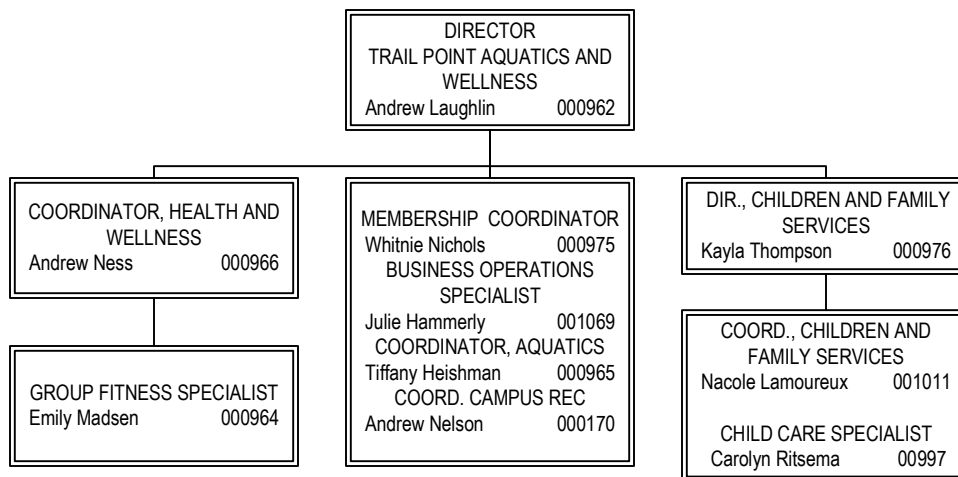 DIRECTOR
TRAIL POINT AQUATICS AND
WELLNESS
Andrew Laughlin 000962
COORDINATOR, HEALTH AND
WELLNESS
Andrew Ness 000966
GROUP FITNESS SPECIALIST
Emily Madsen 000964
MEMBERSHIP COORDINATOR
Whitnie Nichols 000975
BUSINESS OPERATIONS
SPECIALIST
Julie Hammerly 001069
COORDINATOR, AQUATICS
Tiffany Heishman 000965
COORD. CAMPUS REC
Andrew Nelson 000170
DIR., CHILDREN AND FAMILY
SERVICES
Kayla Thompson 000976
COORD., CHILDREN AND
FAMILY SERVICES
Nacole Lamoureux 001011
CHILD CARE SPECIALIST
Carolyn Ritsema 00997